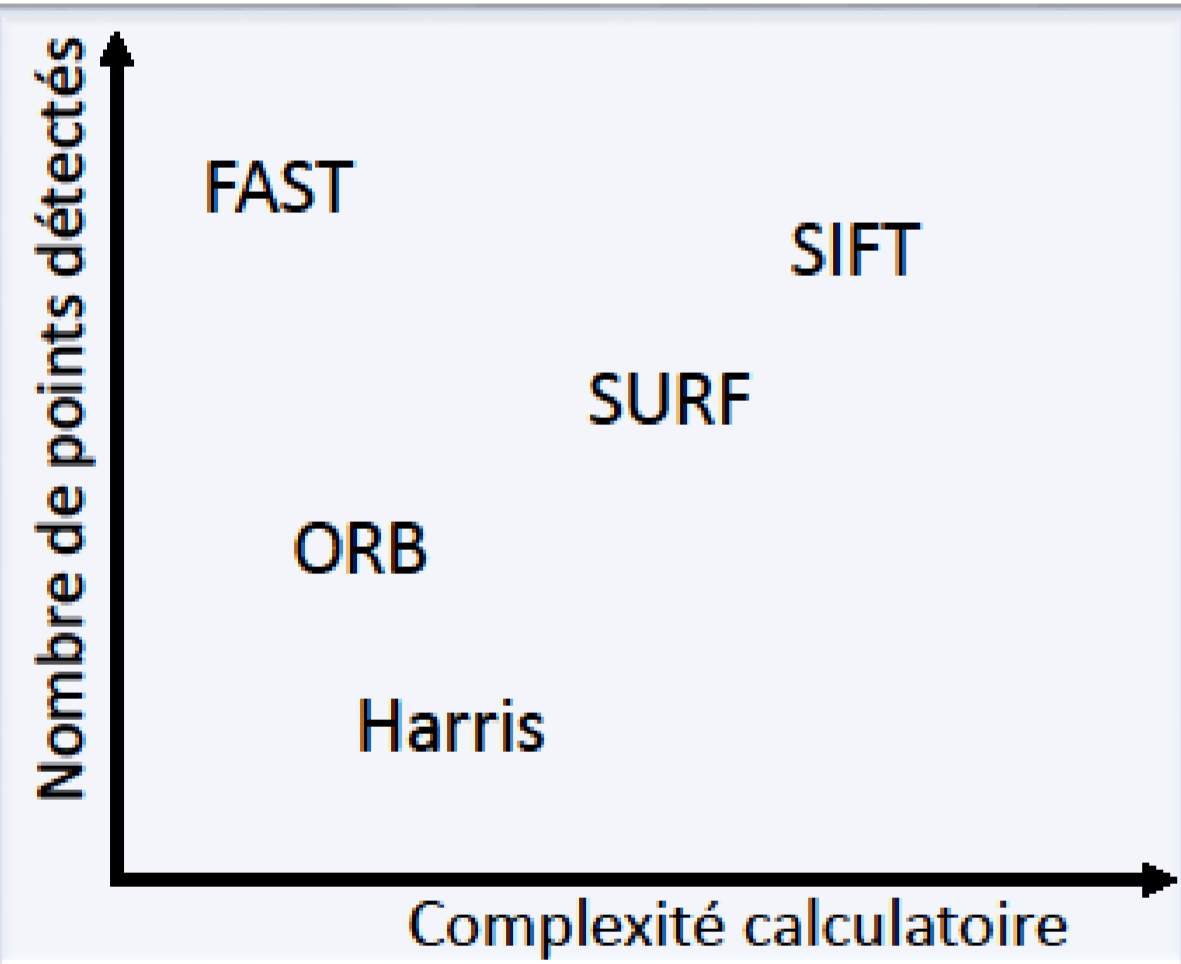 Nombre de points détectés
FAST
SIFT
SURF
ORB
Harris
Complexité calculatoire